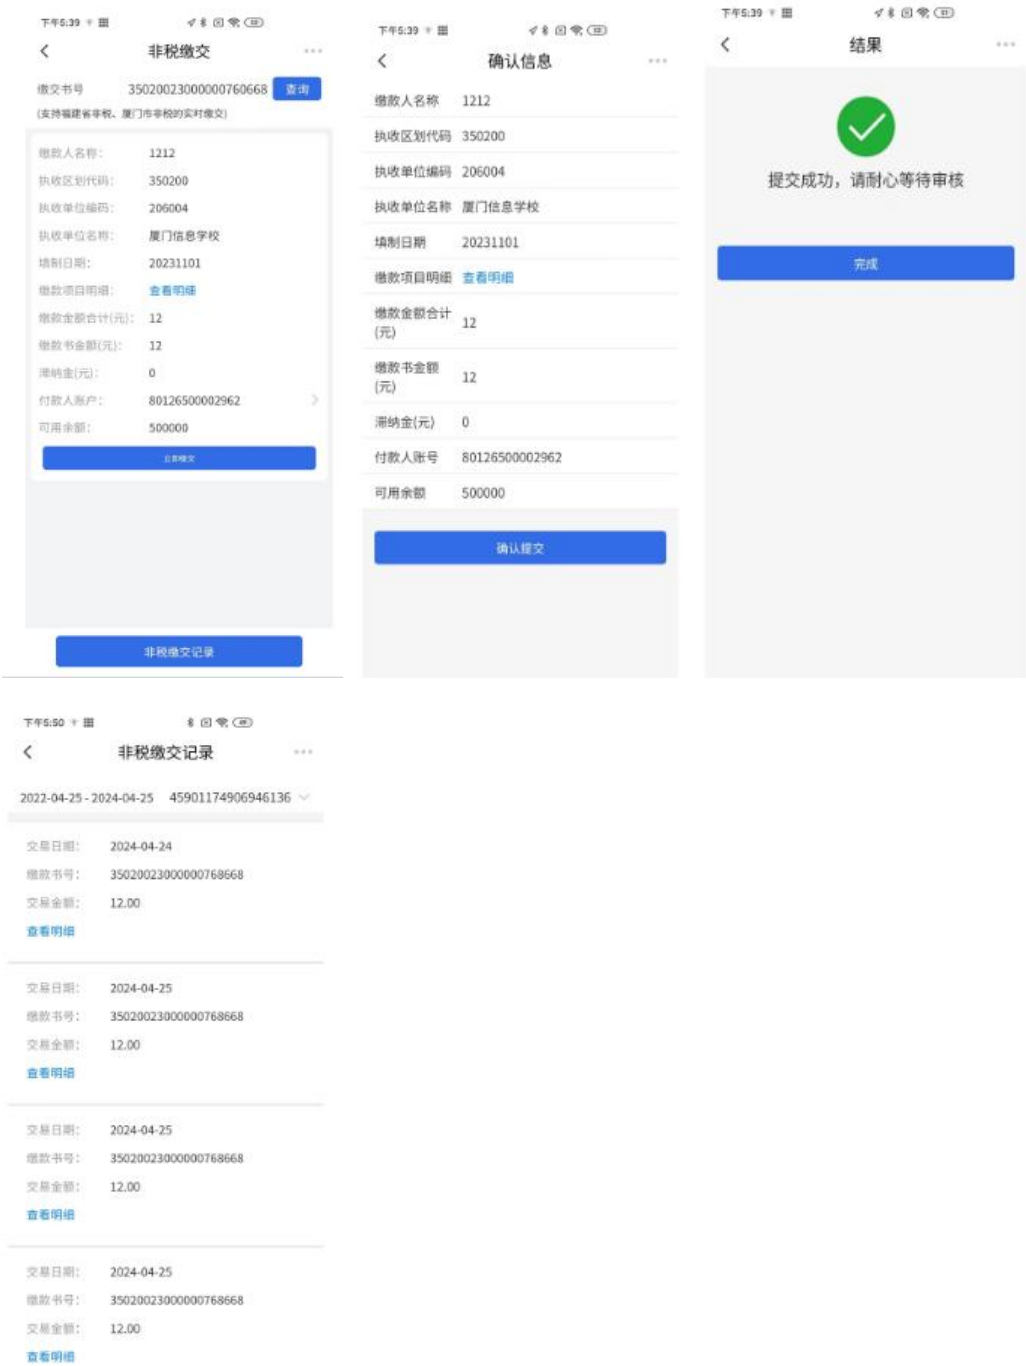 下午5:39
非税缴交
缴交书号 35020023000000760668 查询
(支持福建省非税、厦门市非税的实时缴交)
缴款人名称: 1212
执收区划代码: 350200
执收单位编码: 206004
执收单位名称: 厦门信息学校
填制日期: 20231101
缴款项目明细: 查看明细
缴款金额合计(元): 12
缴款书金额(元): 12
滞纳金(元): 0
付款人账户: 80126500002962
可用余额: 500000
立即缴交
非税缴交记录
下午5:39
确认信息
缴款人名称 1212
执收区划代码 350200
执收单位编码 206004
执收单位名称 厦门信息学校
填制日期 20231101
缴款项目明细 查看明细
缴款金额合计
(元) 12
缴款书金额
(元) 12
滞纳金(元) 0
付款人账号 80126500002962
可用余额 500000
确认提交
下午5:39
结果
提交成功，请耐心等待审核
完成
下午5:50
非税缴交记录
2022-04-25 - 2024-04-25 45901174906946136
交易日期: 2024-04-24
缴款书号: 35020023000000768668
交易金额: 12.00
查看明细
交易日期: 2024-04-25
缴款书号: 35020023000000768668
交易金额: 12.00
查看明细
交易日期: 2024-04-25
缴款书号: 35020023000000768668
交易金额: 12.00
查看明细
交易日期: 2024-04-25
缴款书号: 35020023000000768668
交易金额: 12.00
查看明细